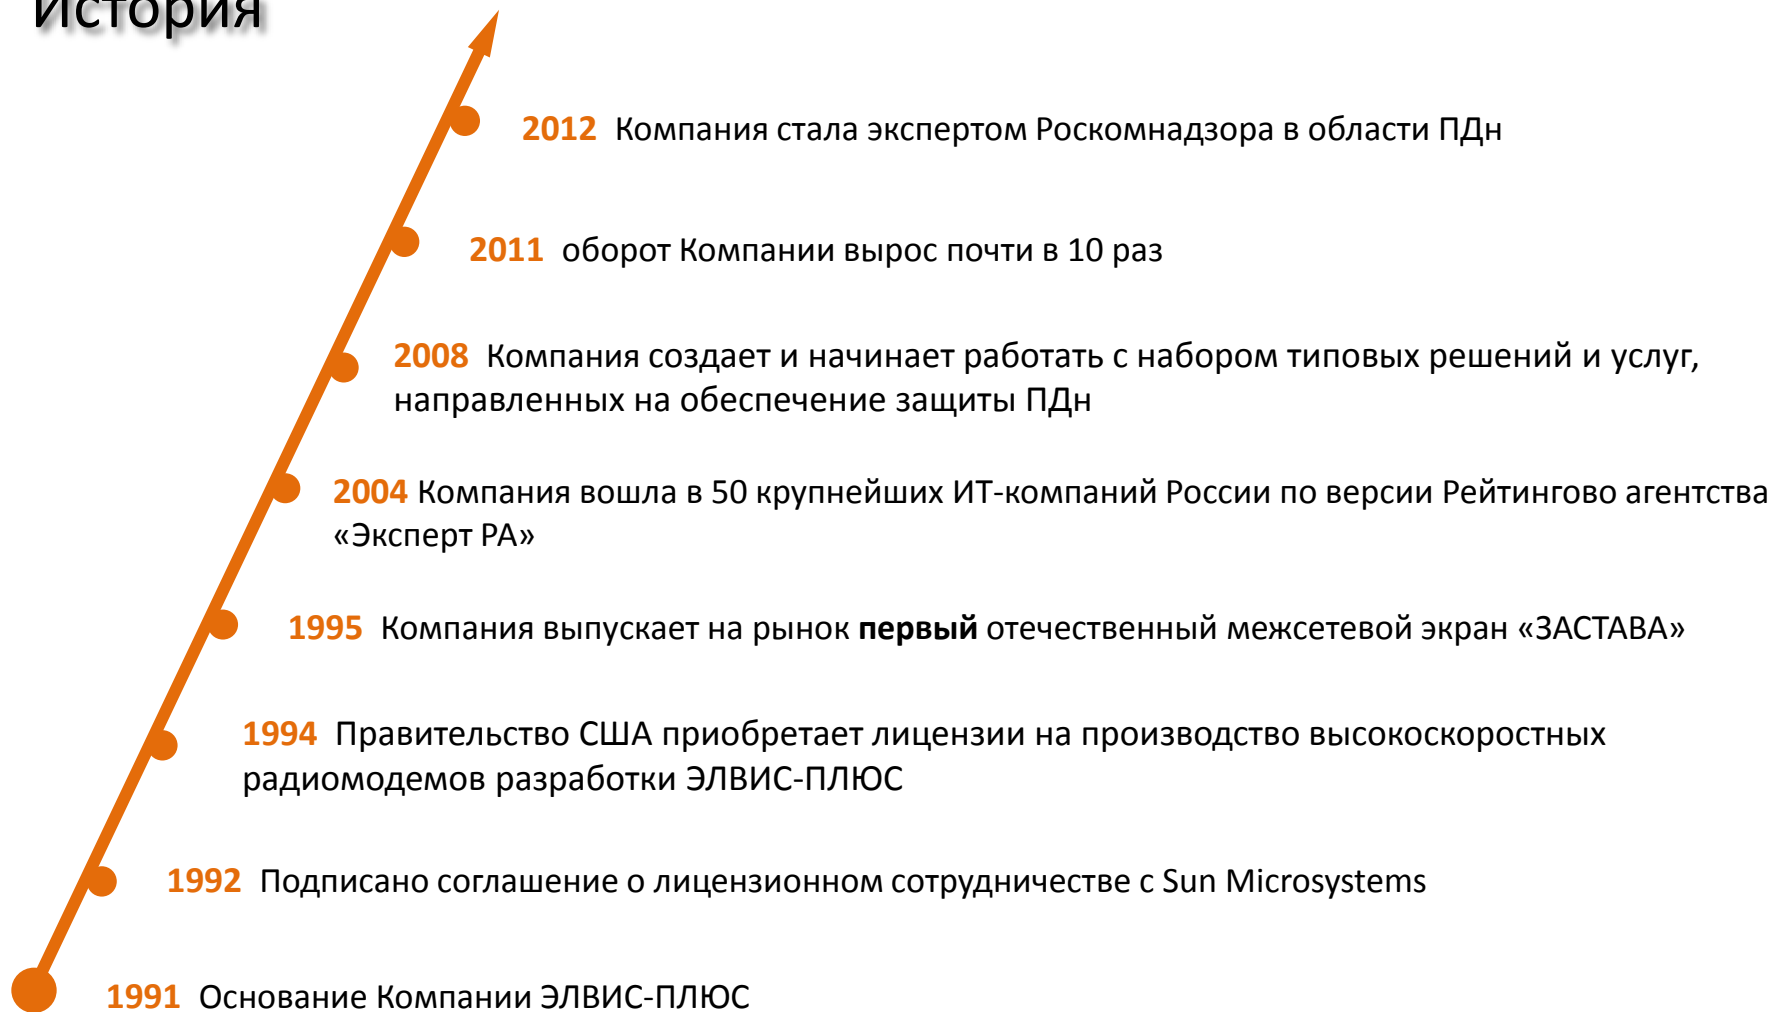 История
2012 Компания стала экспертом Роскомнадзора в области ПДн
2011 оборот Компании вырос почти в 10 раз
2008 Компания создает и начинает работать с набором типовых решений и услуг,
направленных на обеспечение защиты ПДн
2004 Компания вошла в 50 крупнейших ИТ-компаний России по версии Рейтингово агентства
«Эксперт РА»
1995 Компания выпускает на рынок первый отечественный межсетевой экран «ЗАСТАВА»
1994 Правительство США приобретает лицензии на производство высокоскоростных
радиомодемов разработки ЭЛВИС-ПЛЮС
1992 Подписано соглашение о лицензионном сотрудничестве с Sun Microsystems
1991 Основание Компании ЭЛВИС-ПЛЮС